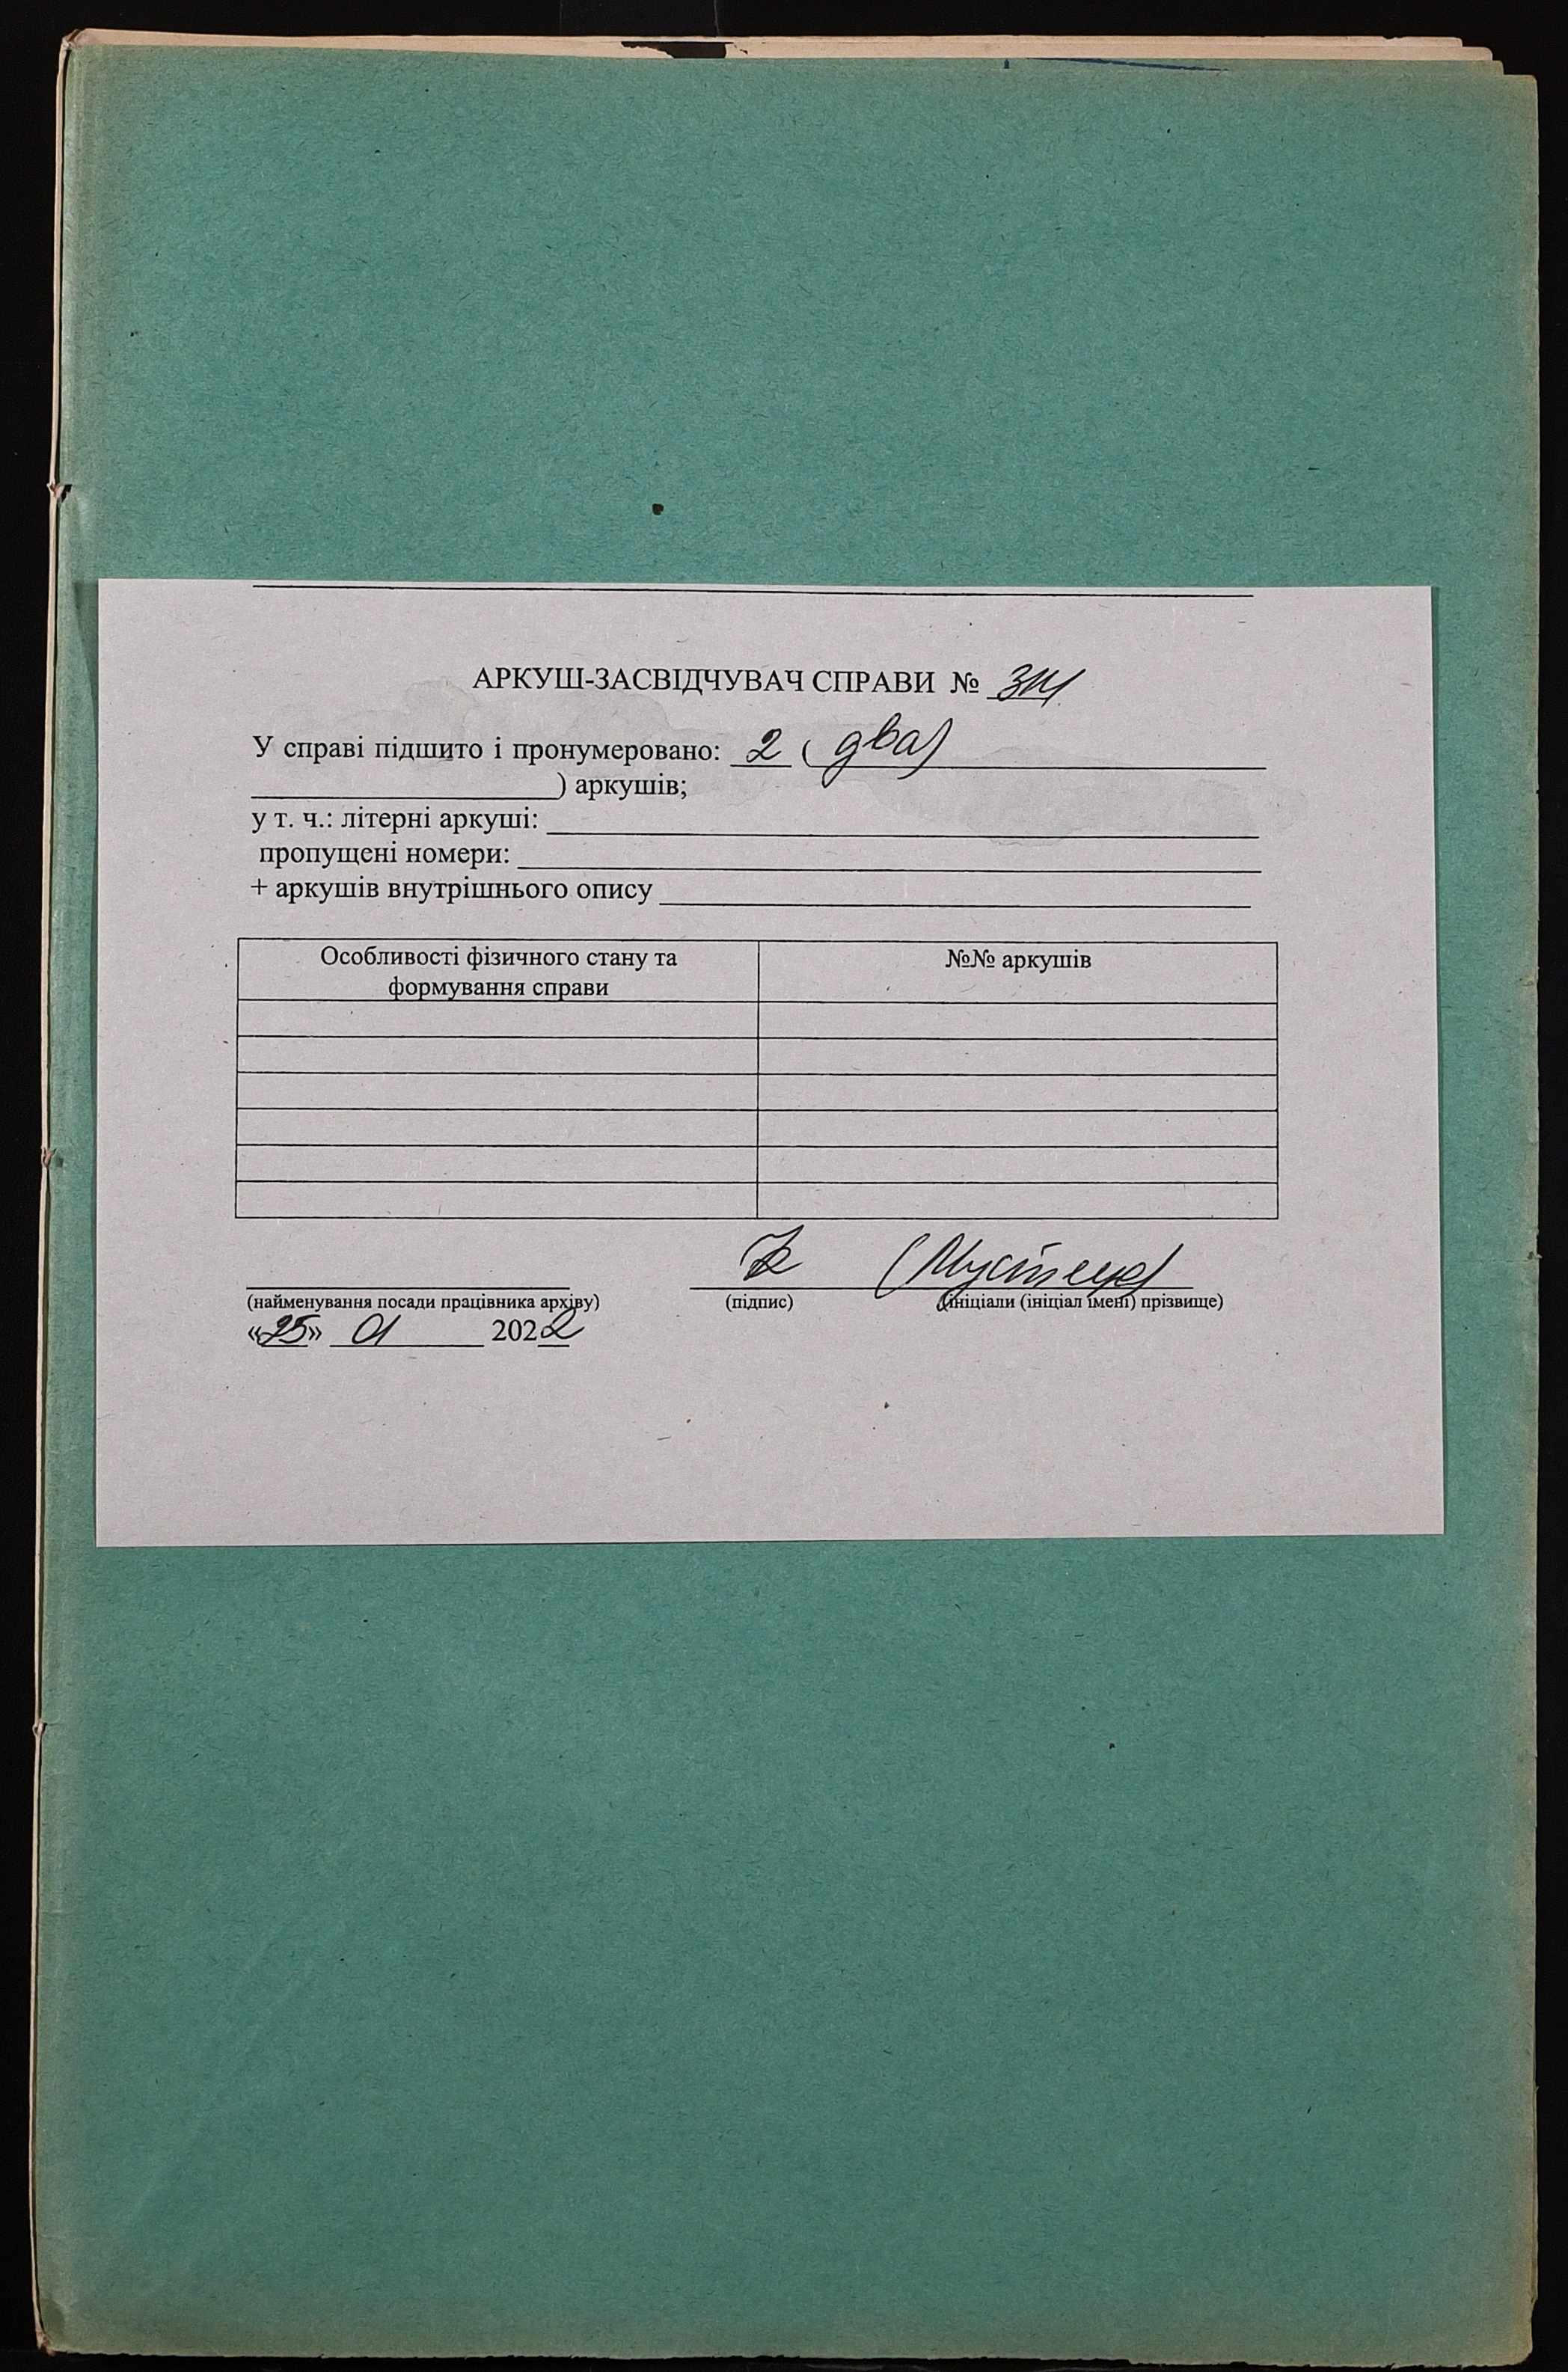 АРКУШ-ЗАСВІДЧУВАЧ СПРАВИ №
У справі підшито і пронумеровано: 2 ( два)
) аркушів;
у т. ч.: літерні аркуші:
пропущені номери:
+ аркушів внутрішнього опису
Особливості фізичного стану та формування справи
№№ аркушів
(найменування посади працівника архіву) (підпис) (ініціали (ініціал імені) прізвище)
«25» 01 2022